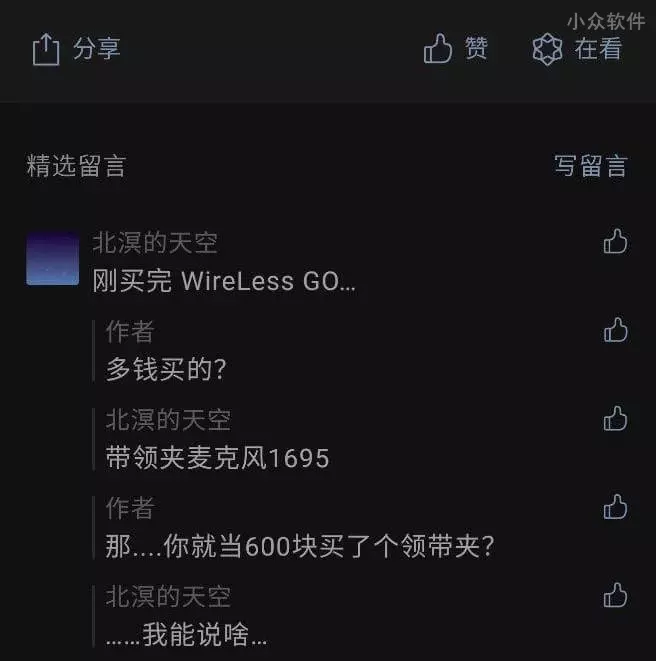 小众软件
分享
赞
在看
精选留言
写留言
北溟的天空
刚买完 WireLess GO...
作者
多钱买的?
北溟的天空
带领夹麦克风1695
作者
那....你就当600块买了个领带夹?
北溟的天空
……我能说啥...